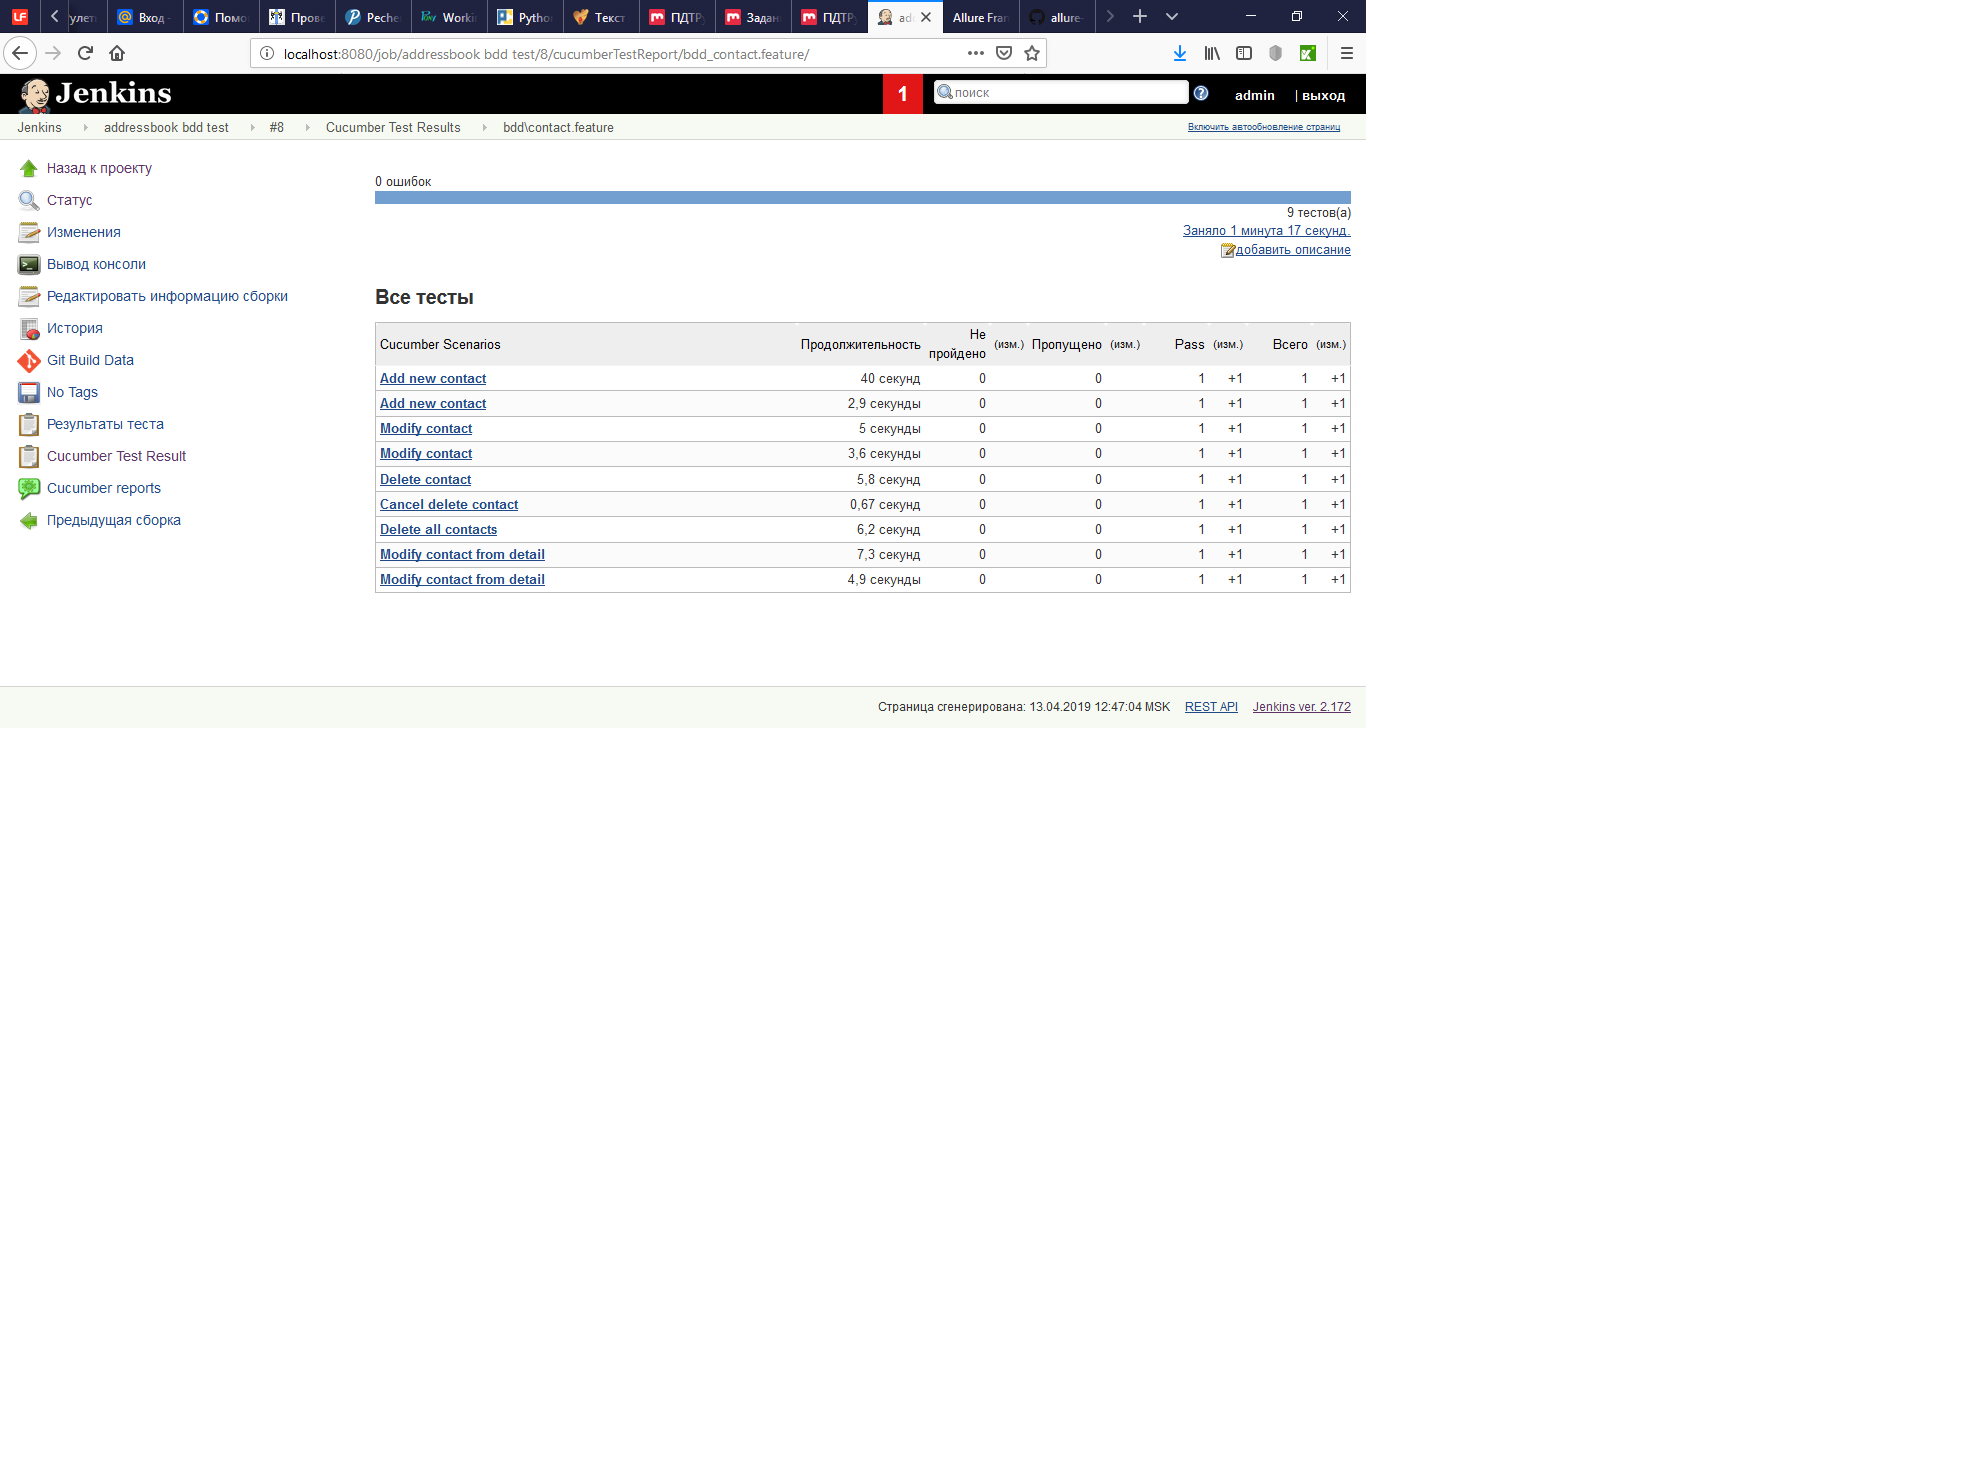 LF
улеті
Вход -
Помо
Прове
Peche
Workin
Python
Текст
ПДТРу
Задан
ПДТРу
Allure Fran
allure-
localhost:8080/job/addressbook bdd test/8/cucumberTestReport/bdd_contact.feature/
Jenkins
1
поиск
admin
| выход
Jenkins addressbook bdd test #8 Cucumber Test Results bdd\contact.feature
Включить автообновление страниц
Назад к проекту
Статус
Изменения
Вывод консоли
Редактировать информацию сборки
История
Git Build Data
No Tags
Результаты теста
Cucumber Test Result
Cucumber reports
Предыдущая сборка
0 ошибок
9 тестов(а)
Заняло 1 минута 17 секунд.
добавить описание
Все тесты
Cucumber Scenarios Продолжительность Не пройдено (изм.) Пропущено (изм.) Pass (изм.) Всего (изм.)
Add new contact 40 секунд 0 0 1 +1 1 +1
Add new contact 2,9 секунды 0 0 1 +1 1 +1
Modify contact 5 секунды 0 0 1 +1 1 +1
Modify contact 3,6 секунды 0 0 1 +1 1 +1
Delete contact 5,8 секунд 0 0 1 +1 1 +1
Cancel delete contact 0,67 секунд 0 0 1 +1 1 +1
Delete all contacts 6,2 секунд 0 0 1 +1 1 +1
Modify contact from detail 7,3 секунд 0 0 1 +1 1 +1
Modify contact from detail 4,9 секунды 0 0 1 +1 1 +1
Страница сгенерирована: 13.04.2019 12:47:04 MSK REST API Jenkins ver. 2.172